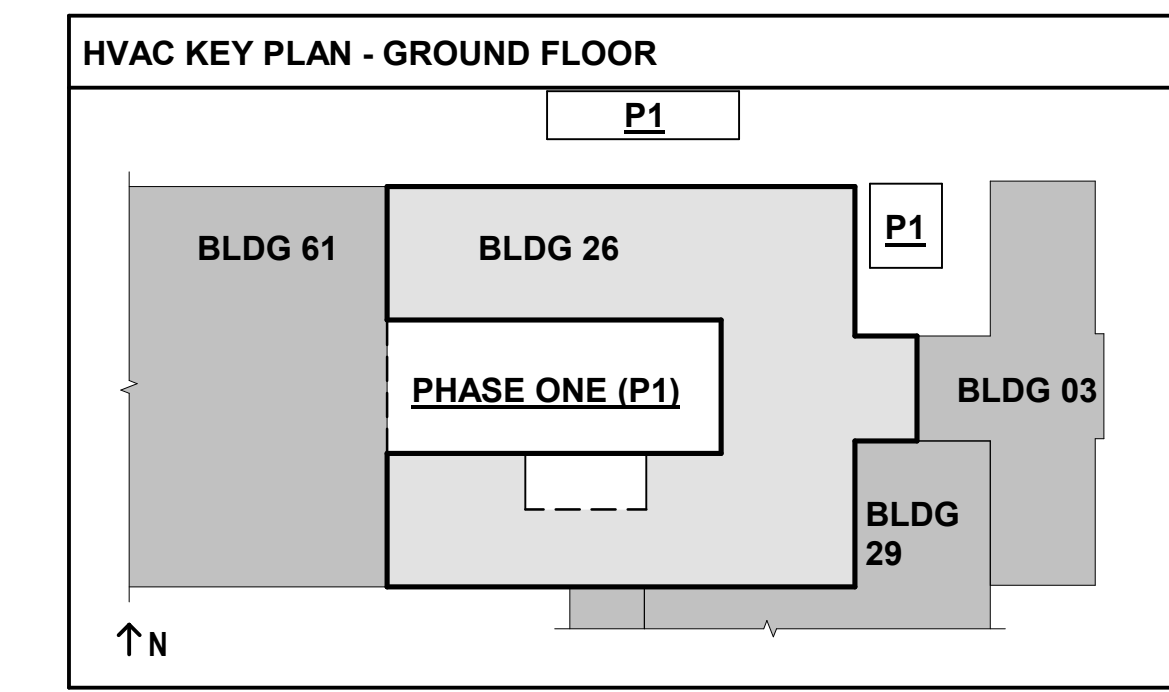 HVAC KEY PLAN - GROUND FLOOR
P1
P1
BLDG 61
BLDG 26
PHASE ONE (P1)
BLDG 03
BLDG
29
N